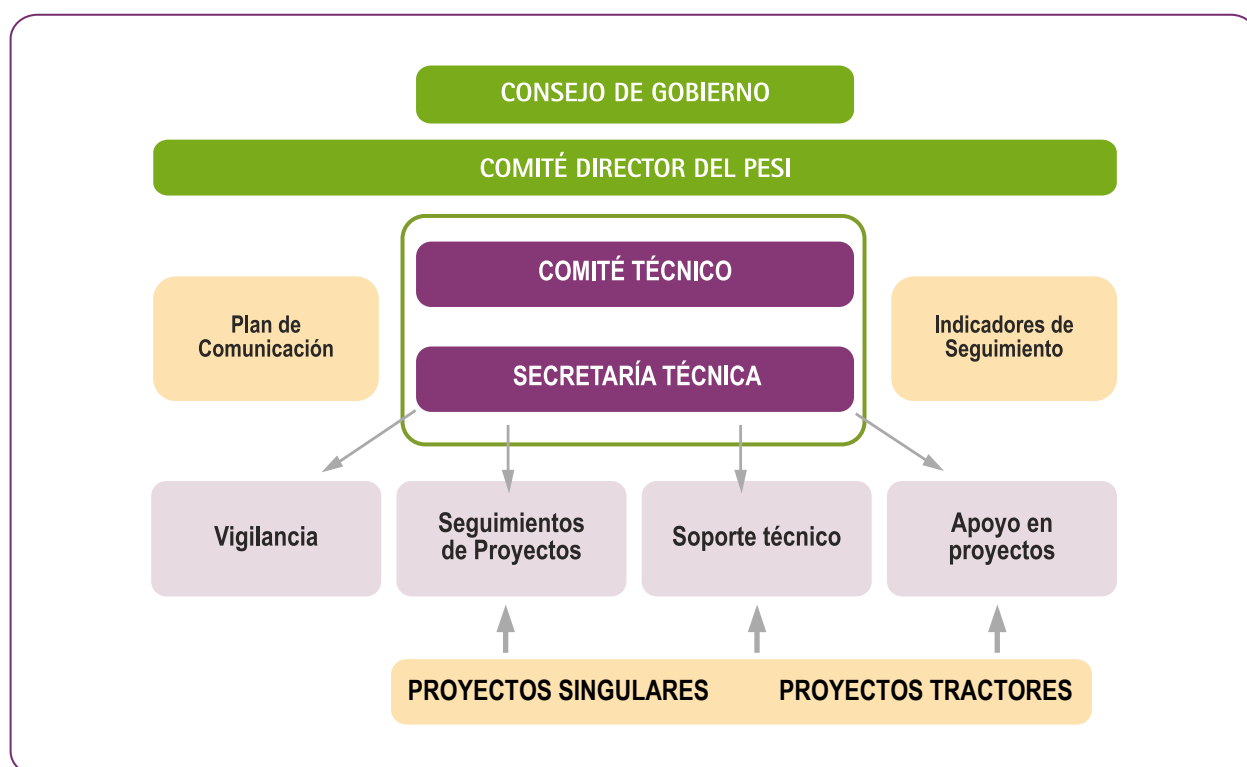 CONSEJO DE GOBIERNO
COMITÉ DIRECTOR DEL PESI
COMITÉ TÉCNICO
Plan de
Comunicación
Indicadores de
Seguimiento
SECRETARÍA TÉCNICA
Vigilancia
Seguimientos
de Proyectos
Soporte técnico
Apoyo en
proyectos
PROYECTOS SINGULARES
PROYECTOS TRACTORES